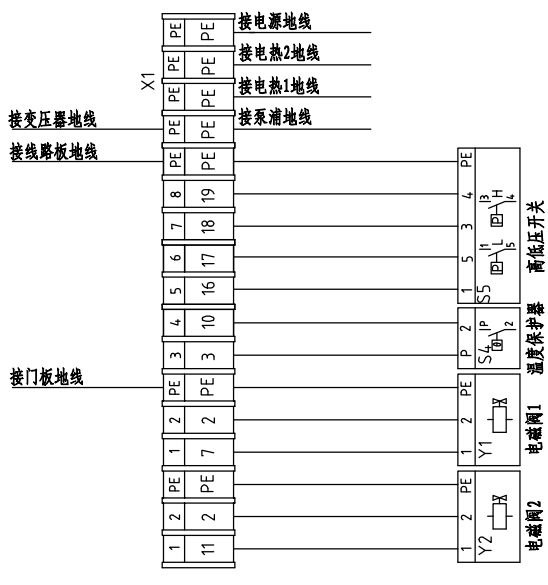 X1
PE PE 接电源地线
PE PE 接电热2地线
PE PE 接电热1地线
接变压器地线 PE PE 接泵浦地线
接线路板地线 PE PE PE
8 19 4
7 18 3
6 17 5
5 16 1
S5
P H 3 4
P L 1 5
高低压开关
4 10 2
3 3 P
S4
θ P 2
温度保护器
接门板地线 PE PE PE
2 2 2
1 7 1
Y1
电磁阀1
PE PE PE
2 2 2
1 11 1
Y2
电磁阀2